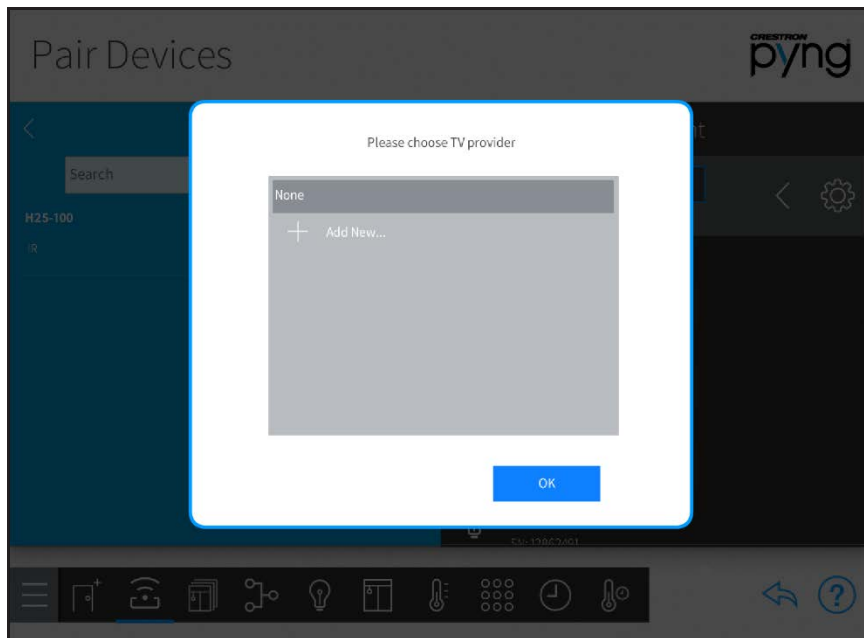 Pair Devices
CRESTRON
pyng
Please choose TV provider
Search
None
H25-100
Add New...
IR
OK